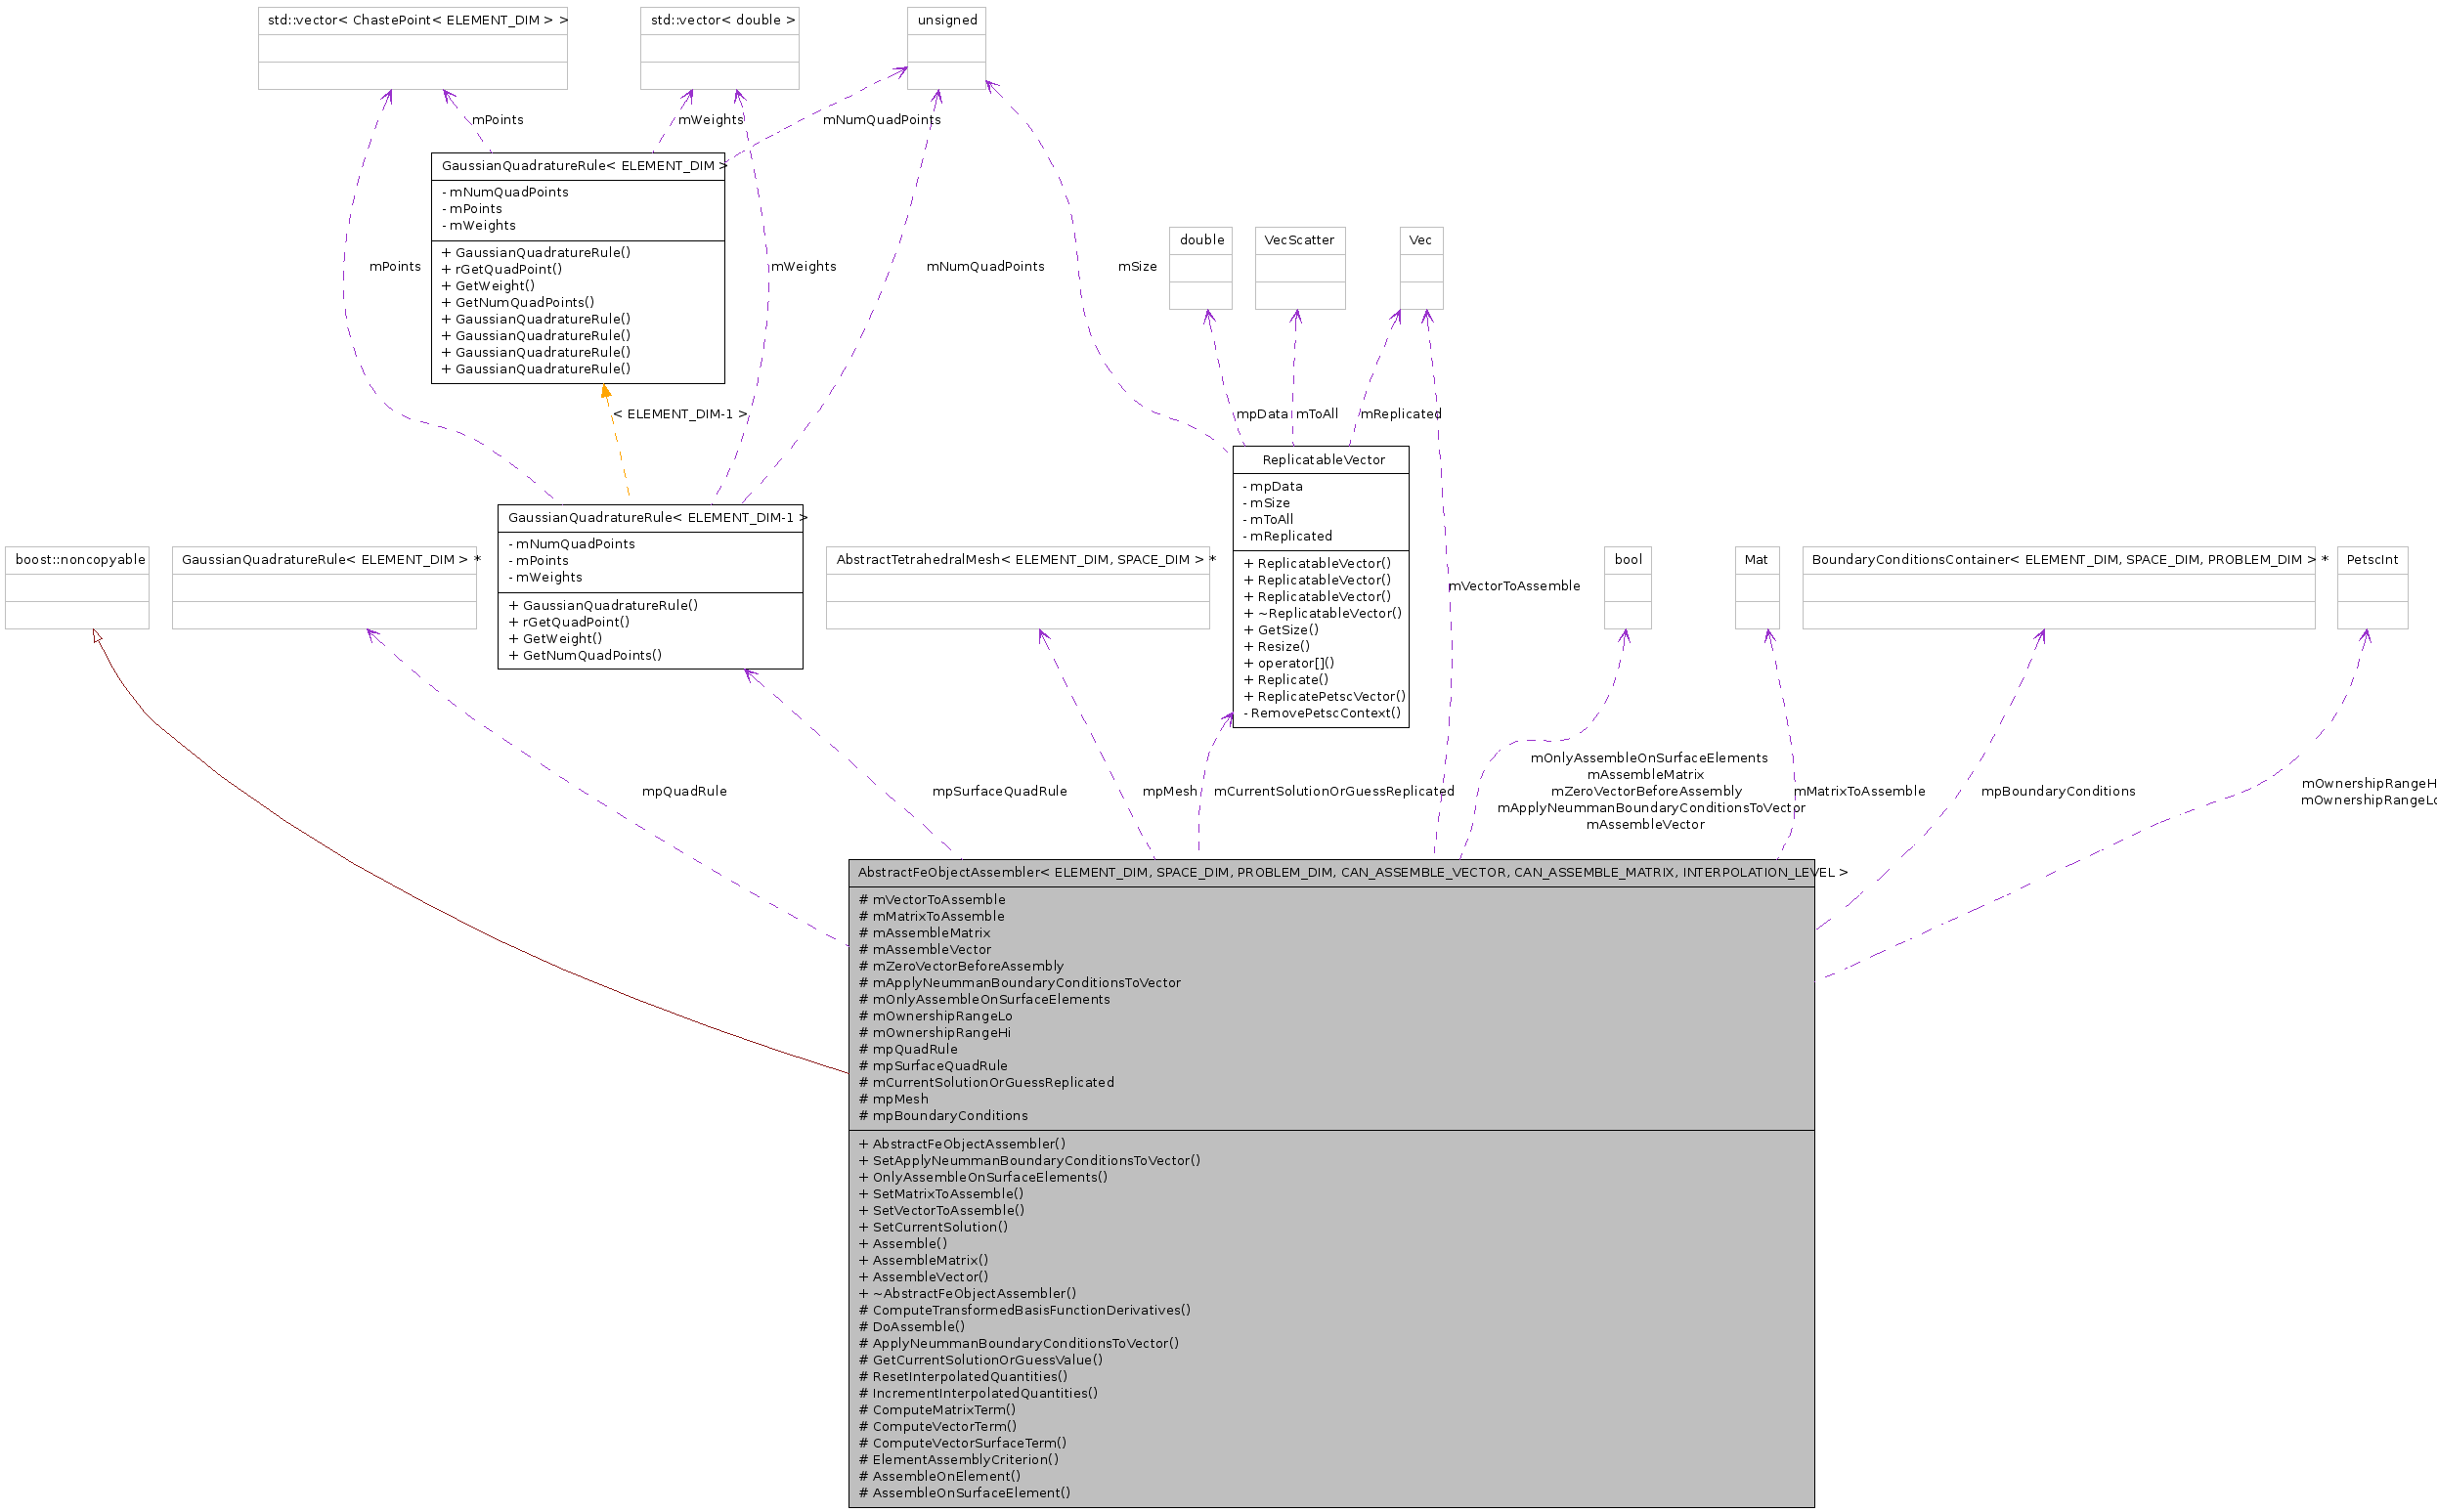 std::vector< ChastePoint< ELEMENT_DIM > >
std::vector< double >
unsigned
mPoints
mWeights
mNumQuadPoints
GaussianQuadratureRule< ELEMENT_DIM >
- mNumQuadPoints
- mPoints
- mWeights
+ GaussianQuadratureRule()
+ rGetQuadPoint()
+ GetWeight()
+ GetNumQuadPoints()
+ GaussianQuadratureRule()
+ GaussianQuadratureRule()
+ GaussianQuadratureRule()
+ GaussianQuadratureRule()
double
VecScatter
Vec
mPoints
mWeights
mNumQuadPoints
mSize
< ELEMENT_DIM-1 >
mpData
mToAll
mReplicated
ReplicatableVector
- mpData
- mSize
- mToAll
- mReplicated
+ ReplicatableVector()
+ ReplicatableVector()
+ ReplicatableVector()
+ ~ReplicatableVector()
+ GetSize()
+ Resize()
+ operator[]()
+ Replicate()
+ ReplicatePetscVector()
- RemovePetscContext()
GaussianQuadratureRule< ELEMENT_DIM-1 >
- mNumQuadPoints
- mPoints
- mWeights
+ GaussianQuadratureRule()
+ rGetQuadPoint()
+ GetWeight()
+ GetNumQuadPoints()
boost::noncopyable
GaussianQuadratureRule< ELEMENT_DIM > *
AbstractTetrahedralMesh< ELEMENT_DIM, SPACE_DIM > *
bool
Mat
BoundaryConditionsContainer< ELEMENT_DIM, SPACE_DIM, PROBLEM_DIM > *
PetscInt
mVectorToAssemble
mpQuadRule
mpSurfaceQuadRule
mpMesh
mCurrentSolutionOrGuessReplicated
mOnlyAssembleOnSurfaceElements
mAssembleMatrix
mZeroVectorBeforeAssembly
mApplyNeummanBoundaryConditionsToVector
mAssembleVector
mMatrixToAssemble
mpBoundaryConditions
mOwnershipRangeH
mOwnershipRangeLo
AbstractFeObjectAssembler< ELEMENT_DIM, SPACE_DIM, PROBLEM_DIM, CAN_ASSEMBLE_VECTOR, CAN_ASSEMBLE_MATRIX, INTERPOLATION_LEVEL >
# mVectorToAssemble
# mMatrixToAssemble
# mAssembleMatrix
# mAssembleVector
# mZeroVectorBeforeAssembly
# mApplyNeummanBoundaryConditionsToVector
# mOnlyAssembleOnSurfaceElements
# mOwnershipRangeLo
# mOwnershipRangeHi
# mpQuadRule
# mpSurfaceQuadRule
# mCurrentSolutionOrGuessReplicated
# mpMesh
# mpBoundaryConditions
+ AbstractFeObjectAssembler()
+ SetApplyNeummanBoundaryConditionsToVector()
+ OnlyAssembleOnSurfaceElements()
+ SetMatrixToAssemble()
+ SetVectorToAssemble()
+ SetCurrentSolution()
+ Assemble()
+ AssembleMatrix()
+ AssembleVector()
+ ~AbstractFeObjectAssembler()
# ComputeTransformedBasisFunctionDerivatives()
# DoAssemble()
# ApplyNeummanBoundaryConditionsToVector()
# GetCurrentSolutionOrGuessValue()
# ResetInterpolatedQuantities()
# IncrementInterpolatedQuantities()
# ComputeMatrixTerm()
# ComputeVectorTerm()
# ComputeVectorSurfaceTerm()
# ElementAssemblyCriterion()
# AssembleOnElement()
# AssembleOnSurfaceElement()